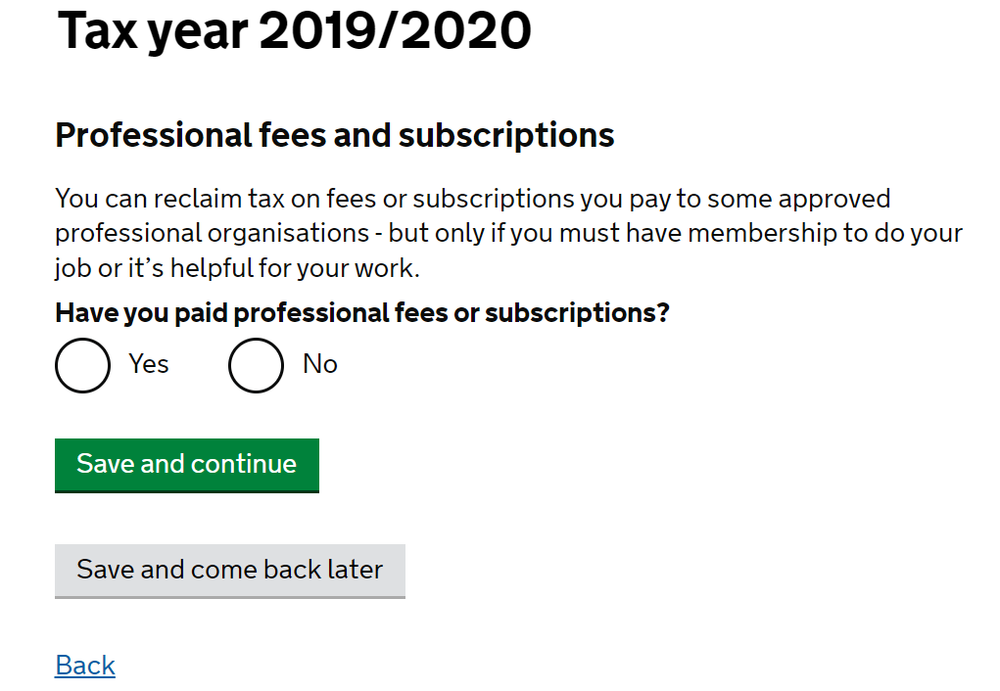 Tax year 2019/2020
Professional fees and subscriptions
You can reclaim tax on fees or subscriptions you pay to some approved
professional organisations - but only if you must have membership to do your
job or it’s helpful for your work.
Have you paid professional fees or subscriptions?
Yes No
Save and continue
Save and come back later
Back